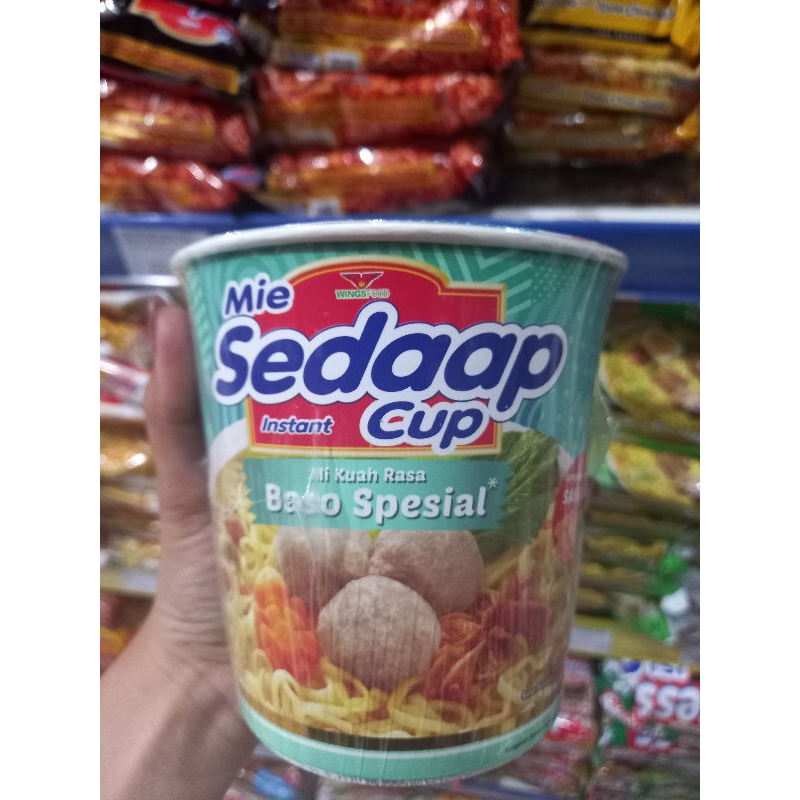 Mie
WINGSFOOD
Sedaap
Instant Cup
Mi Kuah Rasa
Baso Spesial*